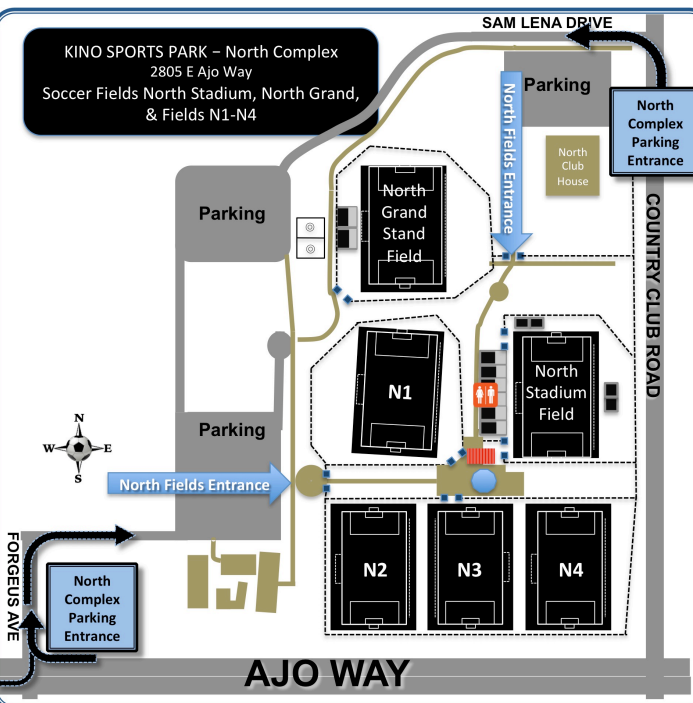 SAM LENA DRIVE
KINO SPORTS PARK – North Complex
2805 E Ajo Way
Soccer Fields North Stadium, North Grand,
& Fields N1-N4
Parking
North
Complex
Parking
Entrance
North Fields Entrance
North
Club
House
North
Grand
Stand
Field
Parking
COUNTRY CLUB ROAD
N1
North
Stadium
Field
Parking
N
W
E
S
North Fields Entrance
FORGEUS AVE
N2
N3
N4
North
Complex
Parking
Entrance
AJO WAY